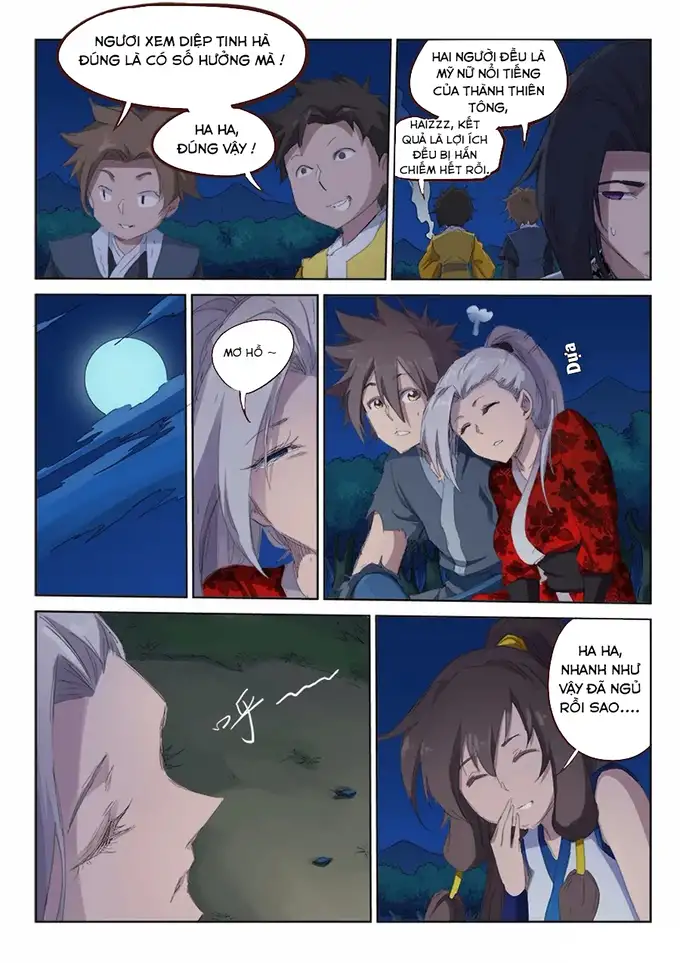 NGƯƠI XEM DIỆP TINH HÀ
ĐÚNG LÀ CÓ SỐ HƯỞNG MÀ !
HA HA,
ĐÚNG VẬY !
HAI NGƯỜI ĐỀU LÀ
MỸ NỮ NỔI TIẾNG
CỦA THÀNH THIÊN
TÔNG,
HAIZZZ, KẾT
QUẢ LÀ LỢI ÍCH
ĐỀU BỊ HẮN
CHIẾM HẾT RỒI.
MƠ HỒ ~
Dựa
呼~~
HA HA,
NHANH NHƯ
VẬY ĐÃ NGỦ
RỒI SAO....